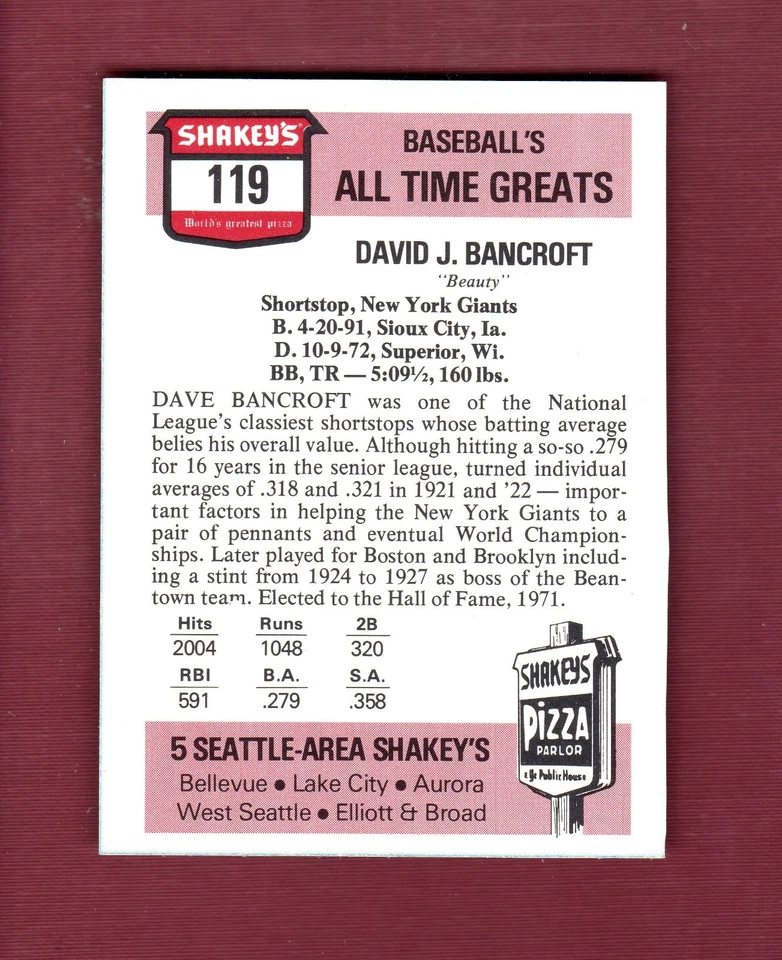 SHAKEY'S
119
World's greatest pizza
BASEBALL'S
ALL TIME GREATS
DAVID J. BANCROFT
"Beauty"
Shortstop, New York Giants
B. 4-20-91, Sioux City, Ia.
D. 10-9-72, Superior, Wi.
BB, TR — 5:09½, 160 lbs.
DAVE BANCROFT was one of the National
League's classiest shortstops whose batting average
belies his overall value. Although hitting a so-so .279
for 16 years in the senior league, turned individual
averages of .318 and .321 in 1921 and '22 — impor-
tant factors in helping the New York Giants to a
pair of pennants and eventual World Champion-
ships. Later played for Boston and Brooklyn includ-
ing a stint from 1924 to 1927 as boss of the Bean-
town team. Elected to the Hall of Fame, 1971.
Hits Runs 2B
2004 1048 320
RBI B.A. S.A.
591 .279 .358
SHAKEYS
PiZZA
PARLOR
& Ye Public House
5 SEATTLE-AREA SHAKEY'S
Bellevue ● Lake City ● Aurora
West Seattle ● Elliott & Broad